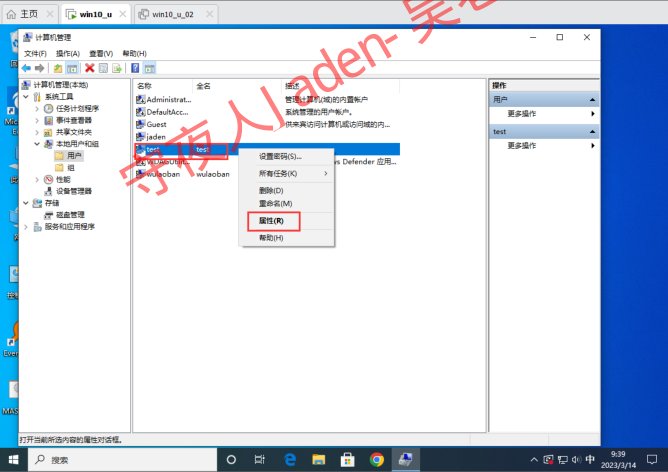 主页
win10_u
win10_u_02
计算机管理
文件(F) 操作(A) 查看(V) 帮助(H)
计算机管理(本地)
系统工具
任务计划程序
事件查看器
共享文件夹
本地用户和组
用户
组
性能
设备管理器
存储
磁盘管理
服务和应用程序
名称 全名 描述
Administrat... 管理计算机(域)的内置帐户
DefaultAcc... 系统管理的用户帐户。
Guest 供来宾访问计算机或访问域的内...
jaden
test test
WDAGUtilit... s Defender 应用...
wulaoban wulaoban
设置密码(S)...
所有任务(K)
删除(D)
重命名(M)
属性(R)
帮助(H)
操作
用户
更多操作
test
更多操作
守夜人Jaden-吴老
打开当前所选内容的属性对话框。
搜索
中
9:39
2023/3/14